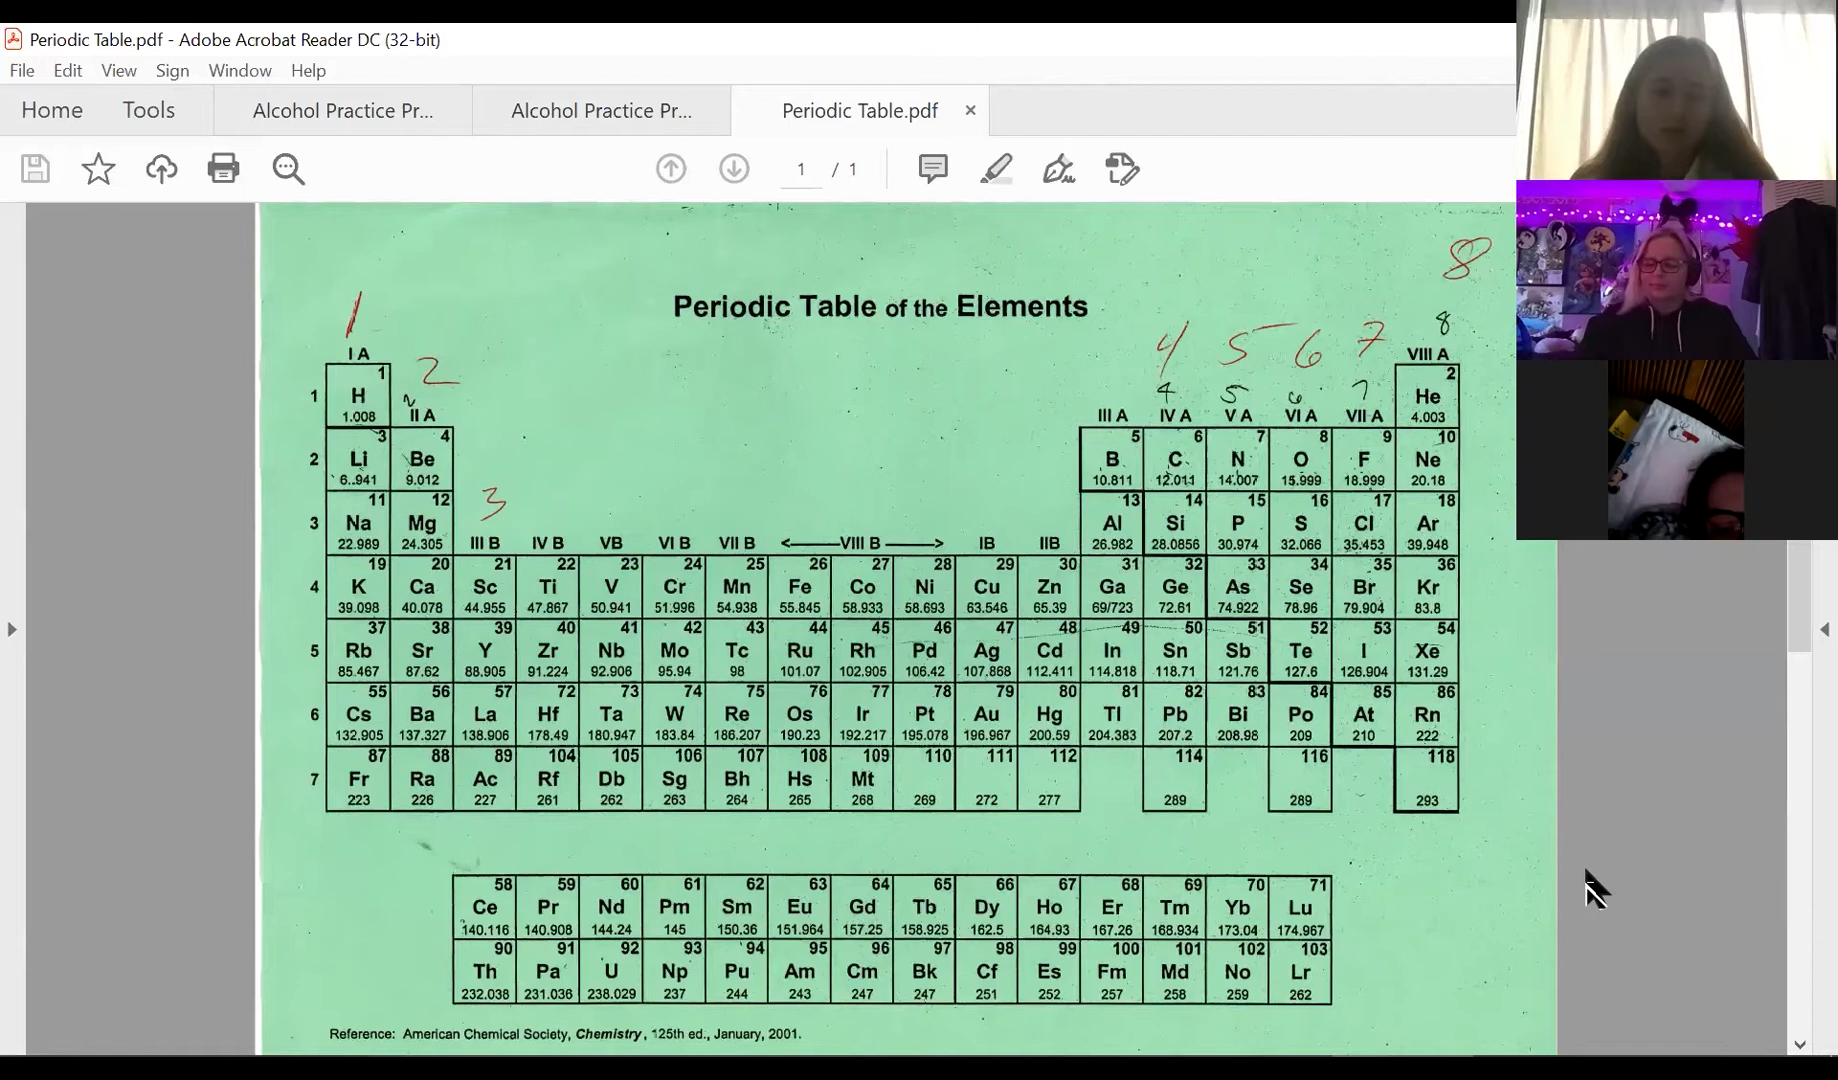 Periodic Table.pdf - Adobe Acrobat Reader DC (32-bit)
File Edit View Sign Window Help
Home Tools Alcohol Practice Pr... Alcohol Practice Pr... Periodic Table.pdf ×
1 / 1
8
Periodic Table of the Elements
1 4 5 6 7 8
I A 2 VIII A
1 2
1 H 2 4 5 6 7 He
1.008 II A III A IV A V A VI A VII A 4.003
3 4 5 6 7 8 9 10
2 Li Be B C N O F Ne
6..941 9.012 10.811 12.011 14.007 15.999 18.999 20.18
11 12 3 13 14 15 16 17 18
3 Na Mg Al Si P S Cl Ar
22.989 24.305 III B IV B VB VI B VII B <——VIII B——> IB IIB 26.982 28.0856 30.974 32.066 35.453 39.948
19 20 21 22 23 24 25 26 27 28 29 30 31 32 33 34 35 36
4 K Ca Sc Ti V Cr Mn Fe Co Ni Cu Zn Ga Ge As Se Br Kr
39.098 40.078 44.955 47.867 50.941 51.996 54.938 55.845 58.933 58.693 63.546 65.39 69/723 72.61 74.922 78.96 79.904 83.8
37 38 39 40 41 42 43 44 45 46 47 48 49 50 51 52 53 54
5 Rb Sr Y Zr Nb Mo Tc Ru Rh Pd Ag Cd In Sn Sb Te I Xe
85.467 87.62 88.905 91.224 92.906 95.94 98 101.07 102.905 106.42 107.868 112.411 114.818 118.71 121.76 127.6 126.904 131.29
55 56 57 72 73 74 75 76 77 78 79 80 81 82 83 84 85 86
6 Cs Ba La Hf Ta W Re Os Ir Pt Au Hg Tl Pb Bi Po At Rn
132.905 137.327 138.906 178.49 180.947 183.84 186.207 190.23 192.217 195.078 196.967 200.59 204.383 207.2 208.98 209 210 222
87 88 89 104 105 106 107 108 109 110 111 112 114 116 118
7 Fr Ra Ac Rf Db Sg Bh Hs Mt
223 226 227 261 262 263 264 265 268 269 272 277 289 289 293
58 59 60 61 62 63 64 65 66 67 68 69 70 71
Ce Pr Nd Pm Sm Eu Gd Tb Dy Ho Er Tm Yb Lu
140.116 140.908 144.24 145 150.36 151.964 157.25 158.925 162.5 164.93 167.26 168.934 173.04 174.967
90 91 92 93 94 95 96 97 98 99 100 101 102 103
Th Pa U Np Pu Am Cm Bk Cf Es Fm Md No Lr
232.038 231.036 238.029 237 244 243 247 247 251 252 257 258 259 262
Reference: American Chemical Society, Chemistry, 125th ed., January, 2001.